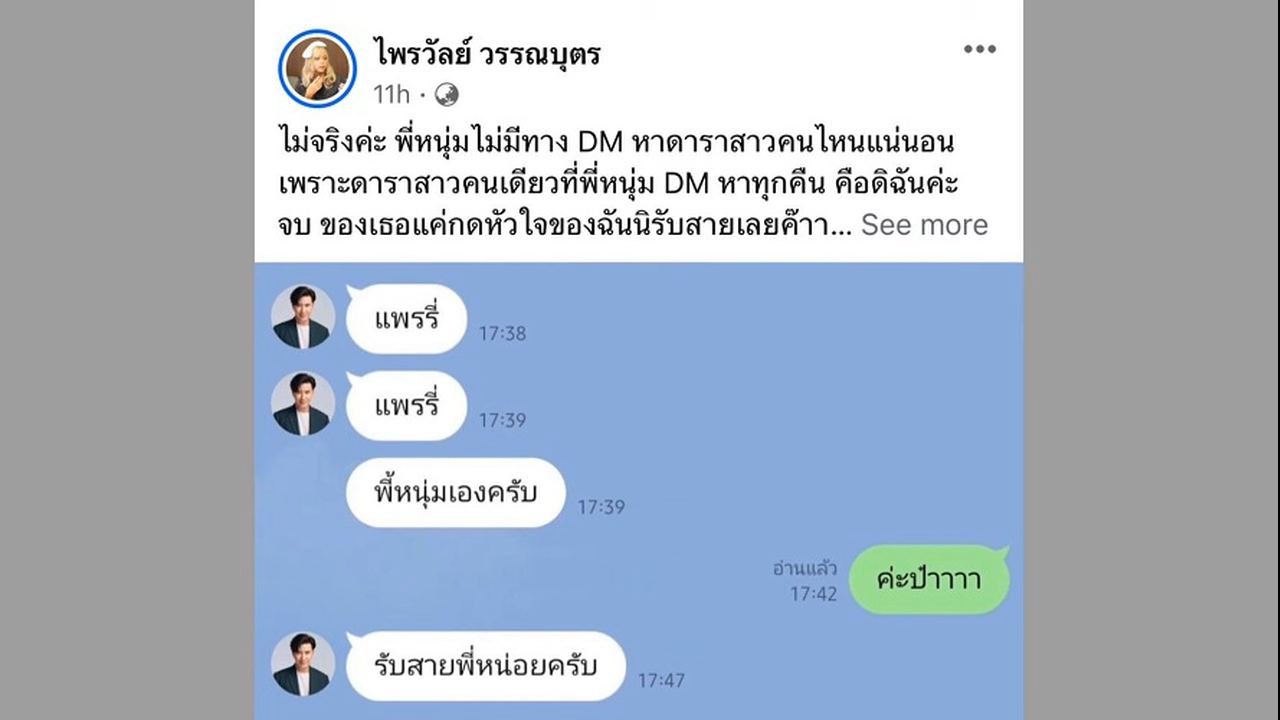 ไพรวัลย์ วรรณบุตร
11h ·
ไม่จริงค่ะ พี่หนุ่มไม่มีทาง DM หาดาราสาวคนไหนแน่นอน
เพราะดาราสาวคนเดียวที่พี่หนุ่ม DM หาทุกคืน คือดิฉันค่ะ
จบ ของเธอแค่กดหัวใจของฉันนิรับสายเลยค๊าา... See more
แพรรี่ 17:38
แพรรี่ 17:39
พี้หนุ่มเองครับ 17:39
อ่านแล้ว
17:42 ค่ะป๋าาาา
รับสายพี่หน่อยครับ 17:47